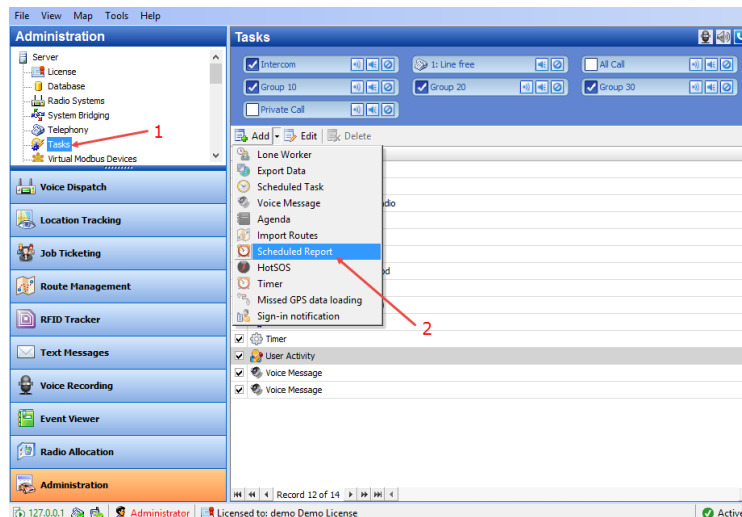 File View Map Tools Help
Administration
Server
License
Database
Radio Systems
System Bridging
Telephony
Tasks
Virtual Modbus Devices
1
Voice Dispatch
Location Tracking
Job Ticketing
Route Management
RFID Tracker
Text Messages
Voice Recording
Event Viewer
Radio Allocation
Administration
Tasks
Intercom
1: Line free
All Call
Group 10
Group 20
Group 30
Private Call
Add Edit Delete
Lone Worker
Export Data
Scheduled Task
Voice Message
Agenda
Import Routes
Scheduled Report
HotSOS
Timer
Missed GPS data loading
Sign-in notification
2
Timer
User Activity
Voice Message
Voice Message
Record 12 of 14
127.0.0.1 Administrator Licensed to: demo Demo License Active